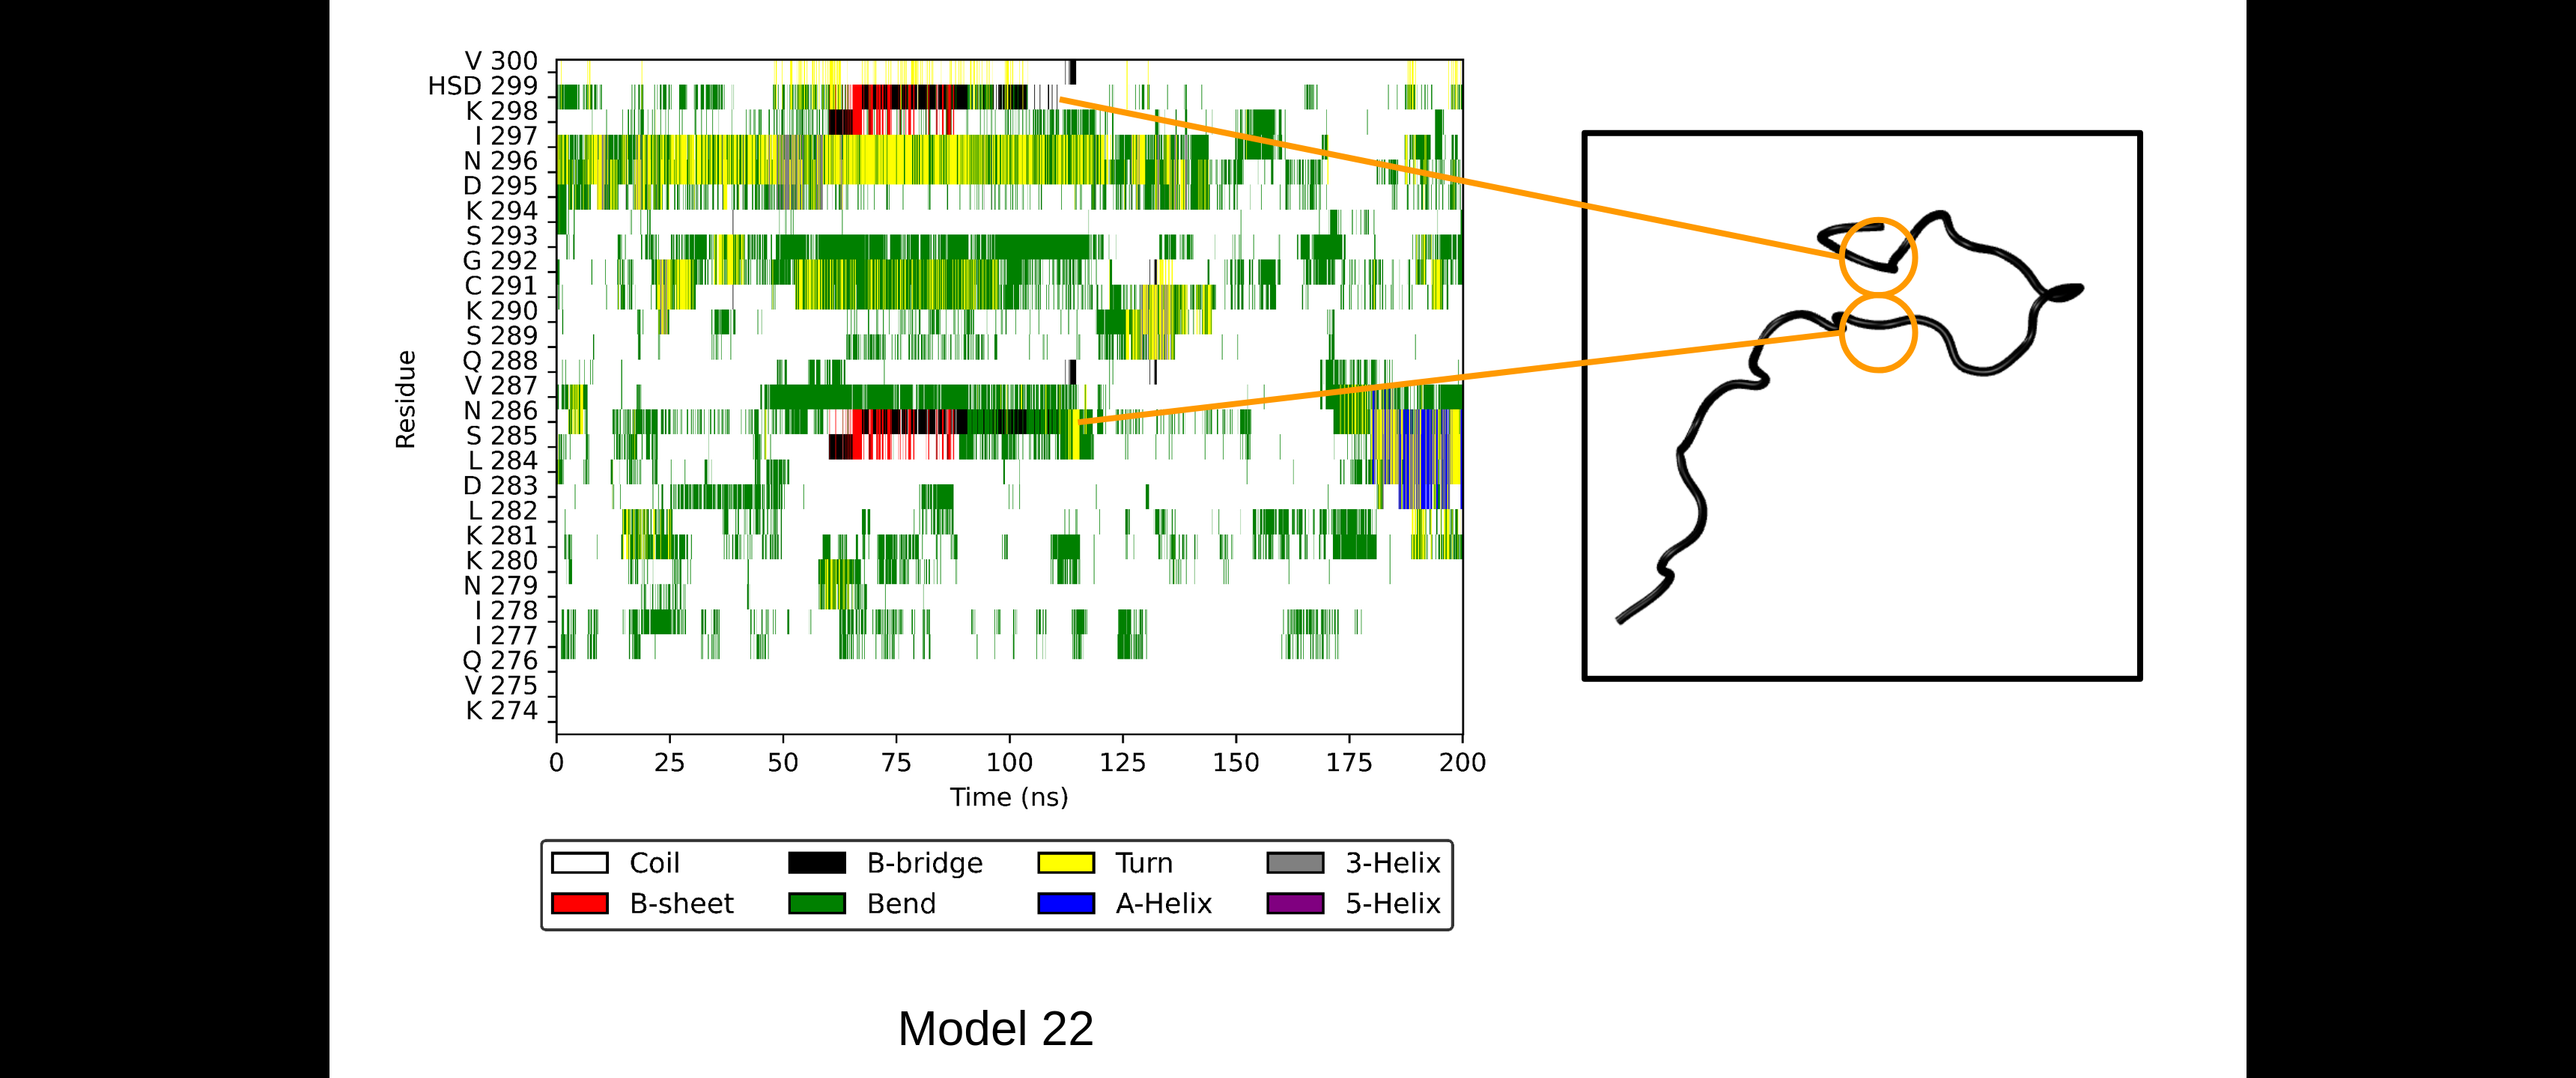 V 300
HSD 299
K 298
I 297
N 296
D 295
K 294
S 293
G 292
C 291
K 290
S 289
Q 288
V 287
N 286
S 285
L 284
D 283
L 282
K 281
K 280
N 279
I 278
I 277
Q 276
V 275
K 274
Residue
0 25 50 75 100 125 150 175 200
Time (ns)
Coil B-bridge Turn 3-Helix
B-sheet Bend A-Helix 5-Helix
Model 22